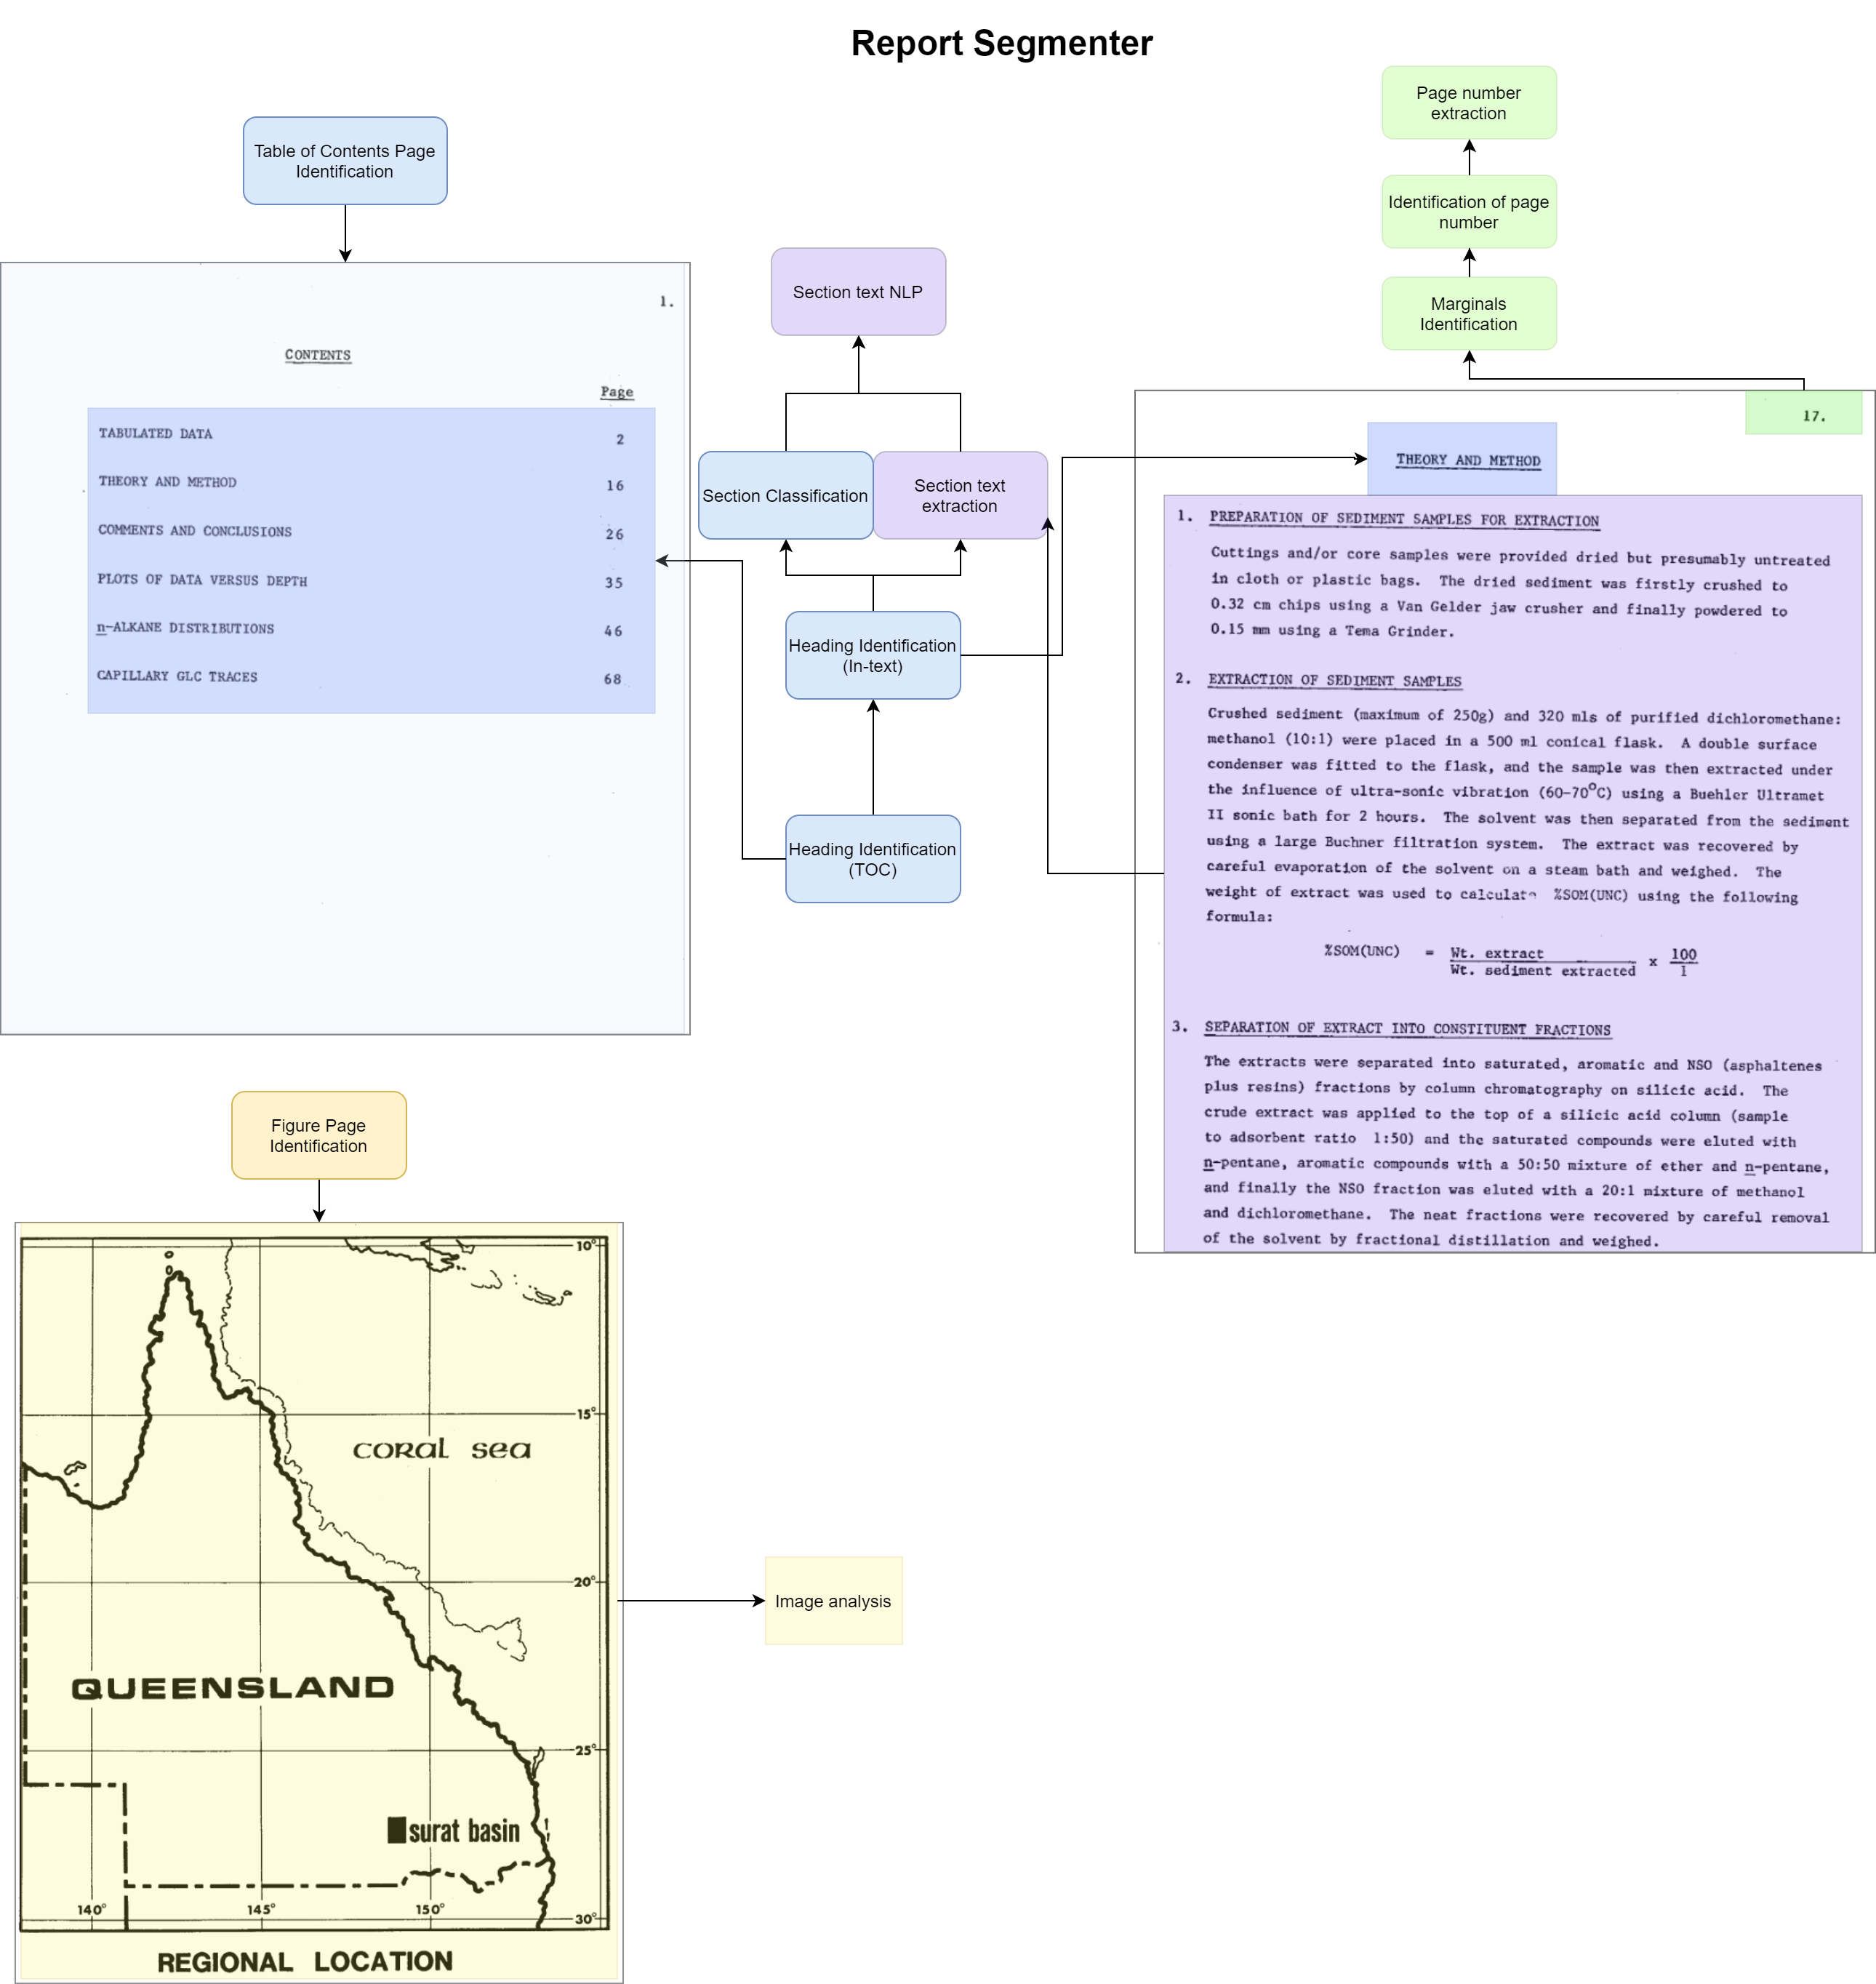 Report Segmenter
Page number
extraction
Table of Contents Page
Identification
Identification of page
number
Section text NLP
Marginals
Identification
1.
CONTENTS
Page
TABULATED DATA 2
THEORY AND METHOD 16
COMMENTS AND CONCLUSIONS 26
PLOTS OF DATA VERSUS DEPTH 35
n-ALKANE DISTRIBUTIONS 46
CAPILLARY GLC TRACES 68
Section Classification
Section text
extraction
Heading Identification
(In-text)
Heading Identification
(TOC)
17.
THEORY AND METHOD
1. PREPARATION OF SEDIMENT SAMPLES FOR EXTRACTION
Cuttings and/or core samples were provided dried but presumably untreated
in cloth or plastic bags. The dried sediment was firstly crushed to
0.32 cm chips using a Van Gelder jaw crusher and finally powdered to
0.15 mm using a Tema Grinder.
2. EXTRACTION OF SEDIMENT SAMPLES
Crushed sediment (maximum of 250g) and 320 mls of purified dichloromethane:
methanol (10:1) were placed in a 500 ml conical flask. A double surface
condenser was fitted to the flask, and the sample was then extracted under
the influence of ultra-sonic vibration (60-70°C) using a Buehler Ultramet
II sonic bath for 2 hours. The solvent was then separated from the sediment
using a large Buchner filtration system. The extract was recovered by
careful evaporation of the solvent on a steam bath and weighed. The
weight of extract was used to calculate %SOM(UNC) using the following
formula:
%SOM(UNC) = Wt. extract x 100
Wt. sediment extracted 1
3. SEPARATION OF EXTRACT INTO CONSTITUENT FRACTIONS
The extracts were separated into saturated, aromatic and NSO (asphaltenes
plus resins) fractions by column chromatography on silicic acid. The
crude extract was applied to the top of a silicic acid column (sample
to adsorbent ratio 1:50) and the saturated compounds were eluted with
n-pentane, aromatic compounds with a 50:50 mixture of ether and n-pentane,
and finally the NSO fraction was eluted with a 20:1 mixture of methanol
and dichloromethane. The neat fractions were recovered by careful removal
of the solvent by fractional distillation and weighed.
Figure Page
Identification
10°
15°
coral sea
20°
Image analysis
QUEENSLAND
25°
surat basin
140° 145° 150°
30°
REGIONAL LOCATION